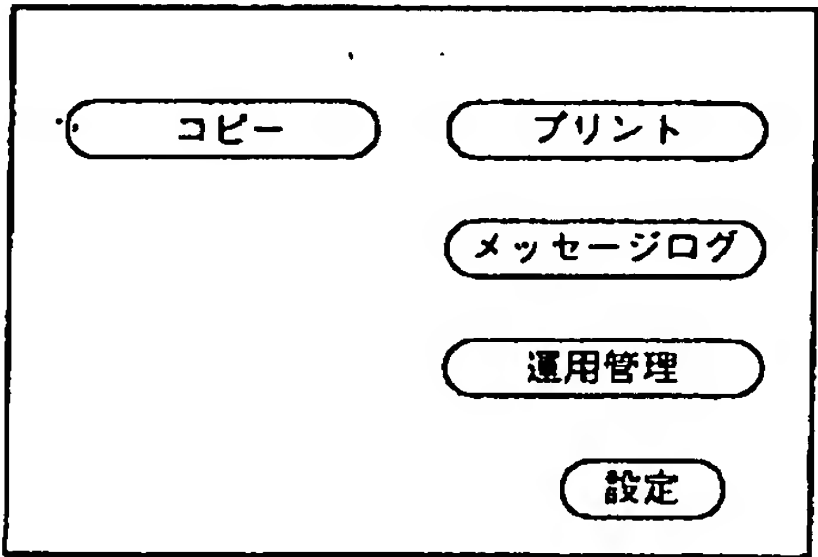 コピー
プリント
メッセージログ
運用管理
設定